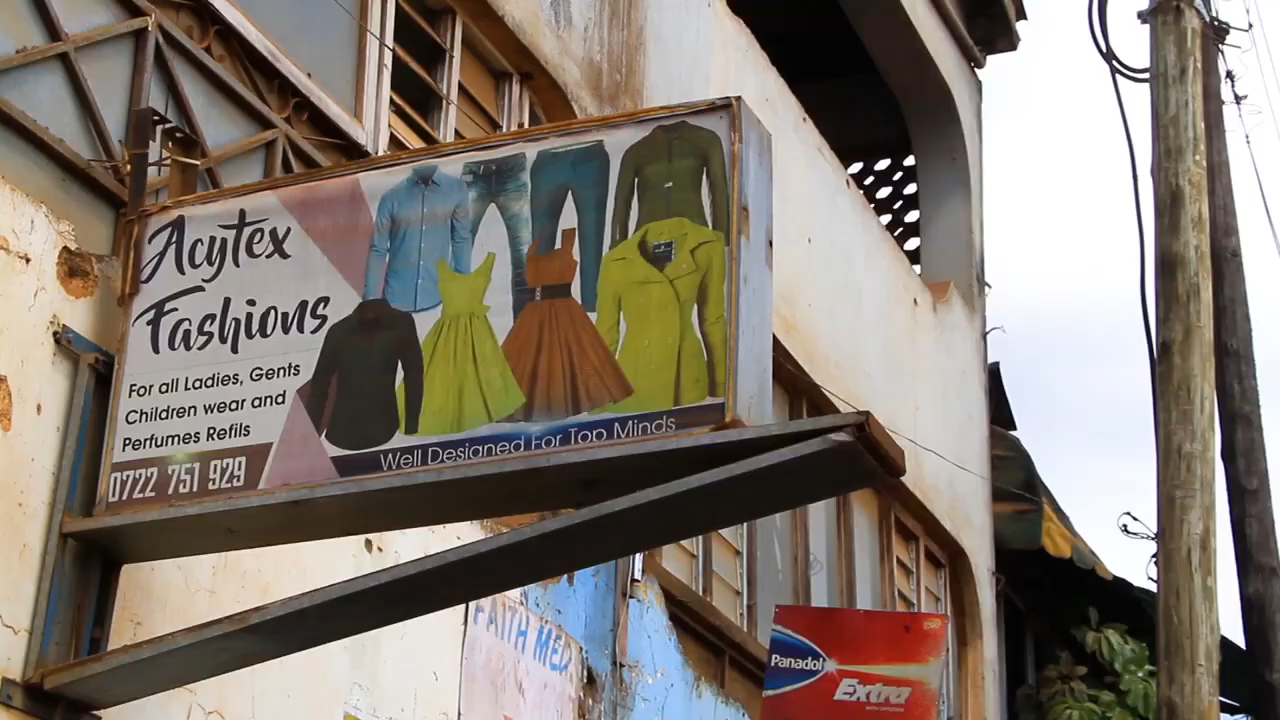 Acytex
Fashions
For all Ladies, Gents
Children wear and
Perfumes Refils
0722 751 929
Well Designed For Top Minds
FAITH MED
Panadol
Extra